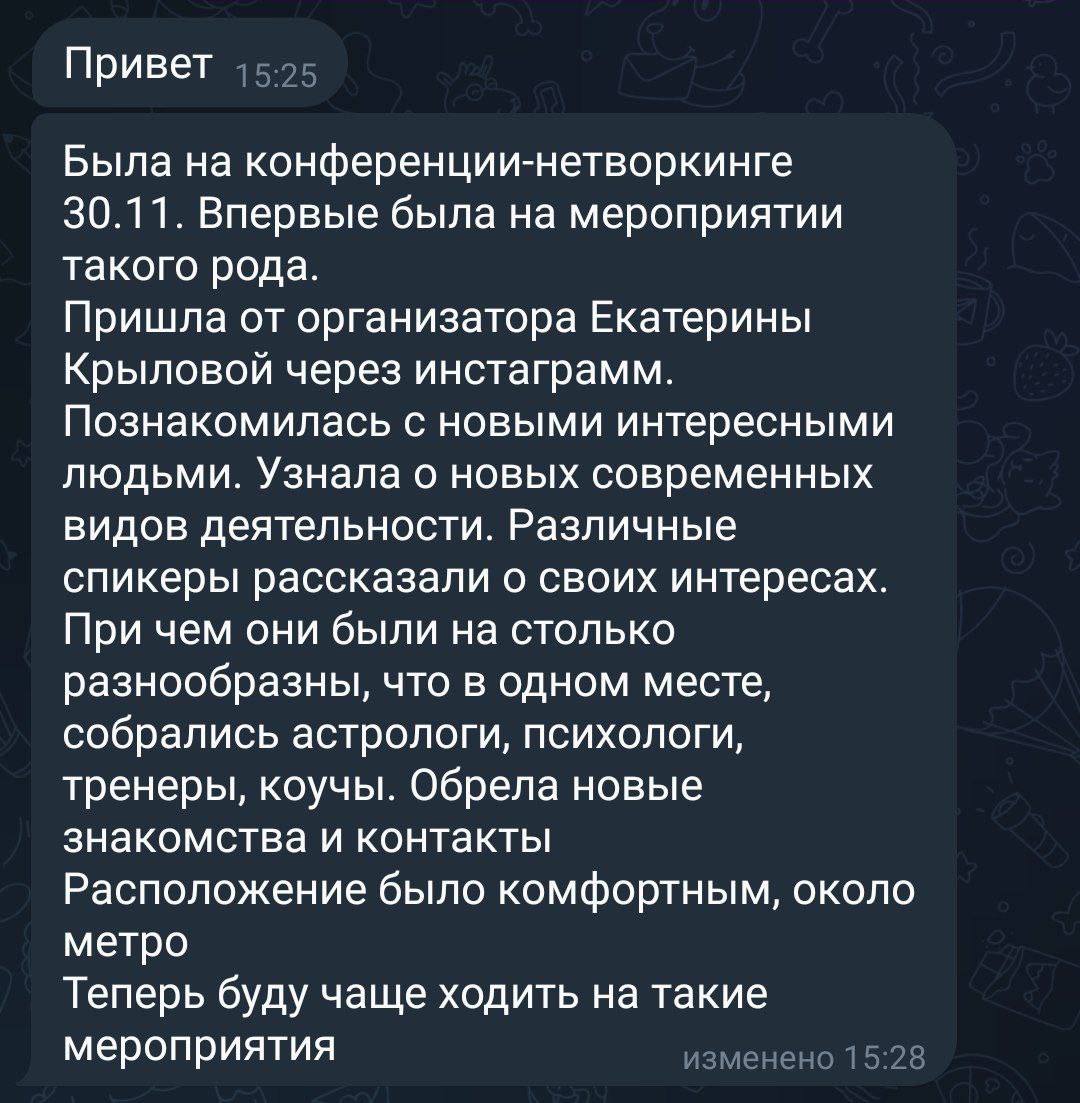 Привет 15:25
Была на конференции-нетворкинге
30.11. Впервые была на мероприятии
такого рода.
Пришла от организатора Екатерины
Крыловой через инстаграмм.
Познакомилась с новыми интересными
людьми. Узнала о новых современных
видов деятельности. Различные
спикеры рассказали о своих интересах.
При чем они были на столько
разнообразны, что в одном месте,
собрались астрологи, психологи,
тренеры, коучы. Обрела новые
знакомства и контакты
Расположение было комфортным, около
метро
Теперь буду чаще ходить на такие
мероприятия изменено 15:28